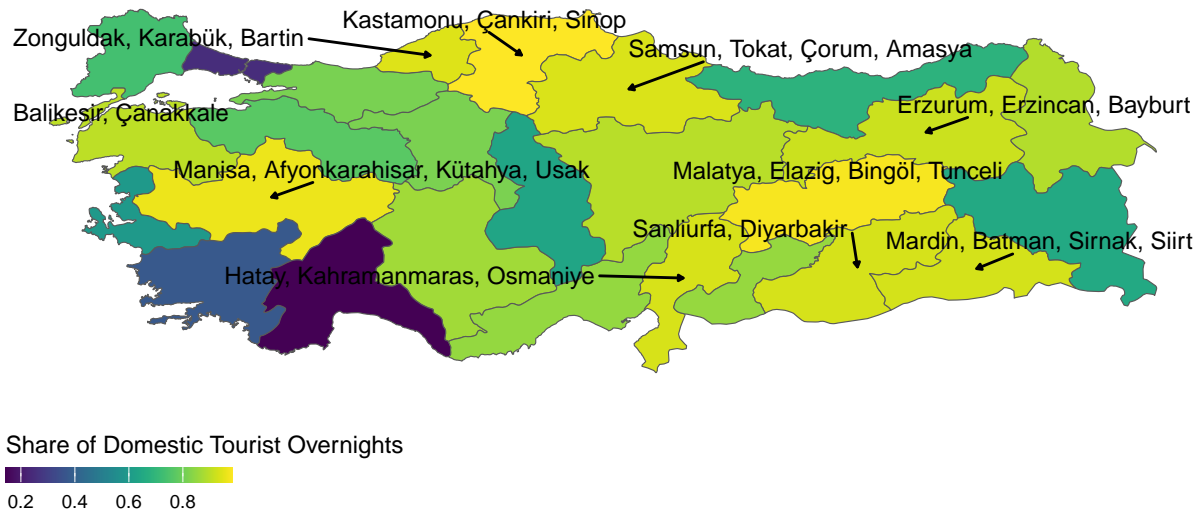 Kastamonu, Çankiri, Sinop
Zonguldak, Karabük, Bartin
Samsun, Tokat, Çorum, Amasya
Balikesir, Çanakkale
Erzurum, Erzincan, Bayburt
Manisa, Afyonkarahisar, Kütahya, Usak
Malatya, Elazig, Bingöl, Tunceli
Sanliurfa, Diyarbakir
Mardin, Batman, Sirnak, Siirt
Hatay, Kahramanmaras, Osmaniye
Share of Domestic Tourist Overnights
0.2 0.4 0.6 0.8